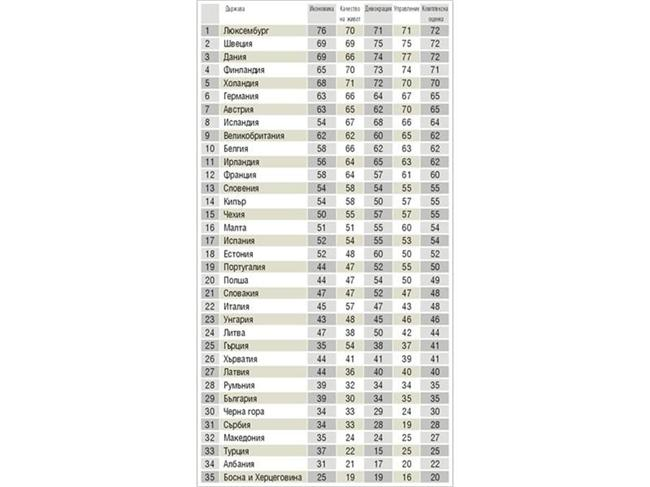 Държава Икономика Качество на живот Демокрация Управление Комплексна оценка
1 Люксембург 76 70 71 71 72
2 Швеция 69 69 75 75 72
3 Дания 69 66 74 77 72
4 Финландия 65 70 73 74 71
5 Холандия 68 71 72 70 70
6 Германия 63 66 64 67 65
7 Австрия 63 65 62 70 65
8 Исландия 54 67 68 66 64
9 Великобритания 62 62 60 65 62
10 Белгия 58 66 62 63 62
11 Ирландия 56 64 65 63 62
12 Франция 58 64 57 61 60
13 Словения 54 58 54 55 55
14 Кипър 54 58 50 57 55
15 Чехия 50 55 57 57 55
16 Малта 51 51 55 60 54
17 Испания 52 54 55 53 54
18 Естония 52 48 60 50 52
19 Португалия 44 47 52 55 50
20 Полша 44 47 54 50 49
21 Словакия 47 47 52 47 48
22 Италия 45 57 47 43 48
23 Унгария 43 48 45 46 46
24 Литва 47 38 50 42 44
25 Гърция 35 54 38 37 41
26 Хърватия 44 41 41 39 41
27 Латвия 44 36 40 40 40
28 Румъния 39 32 34 34 35
29 България 39 30 34 35 35
30 Черна гора 34 33 29 24 30
31 Сърбия 34 33 28 19 28
32 Македония 35 24 24 25 27
33 Турция 37 22 15 25 25
34 Албания 31 21 17 20 22
35 Босна и Херцеговина 25 19 19 16 20